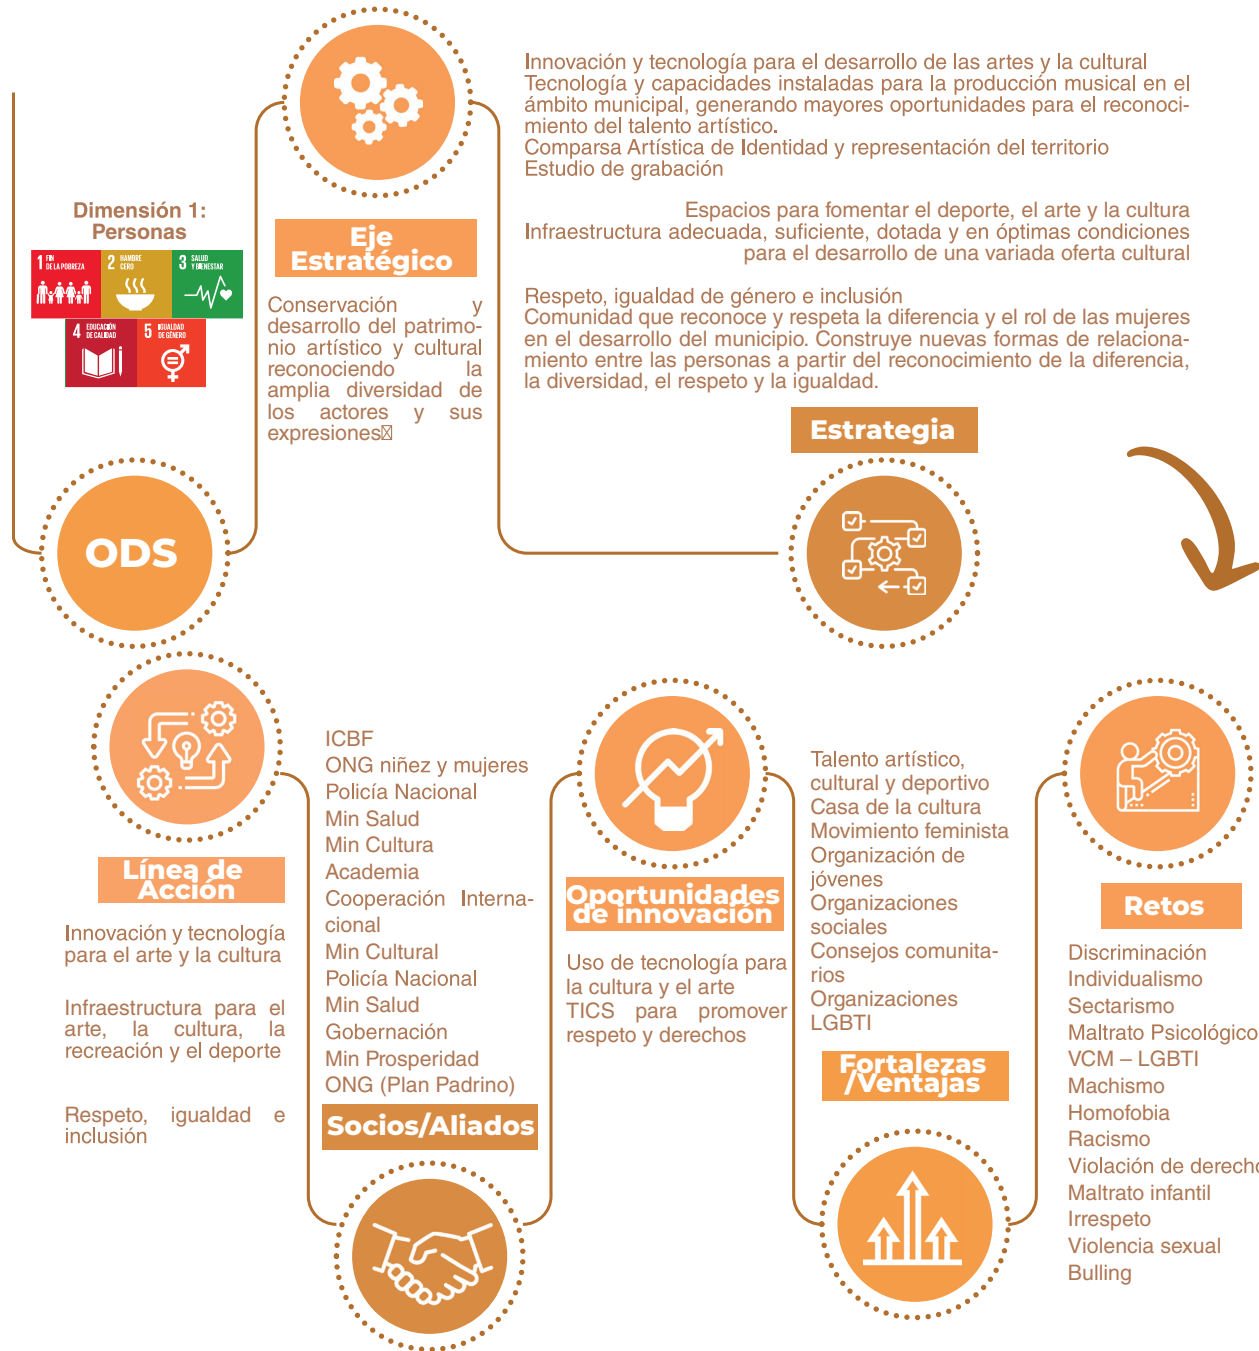 Innovación y tecnología para el desarrollo de las artes y la cultural
Tecnología y capacidades instaladas para la producción musical en el
ámbito municipal, generando mayores oportunidades para el reconoci-
miento del talento artístico.
Comparsa Artística de Identidad y representación del territorio
Estudio de grabación
Espacios para fomentar el deporte, el arte y la cultura
Infraestructura adecuada, suficiente, dotada y en óptimas condiciones
para el desarrollo de una variada oferta cultural
Respeto, igualdad de género e inclusión
Comunidad que reconoce y respeta la diferencia y el rol de las mujeres
en el desarrollo del municipio. Construye nuevas formas de relaciona-
miento entre las personas a partir del reconocimiento de la diferencia,
la diversidad, el respeto y la igualdad.
Estrategia
Dimensión 1:
Personas
1 FIN
DE LA POBREZA
2 HAMBRE
CERO
3 SALUD
Y BIENESTAR
4 EDUCACIÓN
DE CALIDAD
5 IGUALDAD
DE GÉNERO
ODS
Eje
Estratégico
Conservación y
desarrollo del patrimo-
nio artístico y cultural
reconociendo la
amplia diversidad de
los actores y sus
expresiones
Línea de
Acción
Innovación y tecnología
para el arte y la cultura
Infraestructura para el
arte, la cultura, la
recreación y el deporte
Respeto, igualdad e
inclusión
ICBF
ONG niñez y mujeres
Policía Nacional
Min Salud
Min Cultura
Academia
Cooperación Interna-
cional
Min Cultural
Policía Nacional
Min Salud
Gobernación
Min Prosperidad
ONG (Plan Padrino)
Socios/Aliados
Oportunidades
de innovación
Uso de tecnología para
la cultura y el arte
TICS para promover
respeto y derechos
Talento artístico,
cultural y deportivo
Casa de la cultura
Movimiento feminista
Organización de
jóvenes
Organizaciones
sociales
Consejos comunita-
rios
Organizaciones
LGBTI
Fortalezas
/Ventajas
Retos
Discriminación
Individualismo
Sectarismo
Maltrato Psicológico
VCM – LGBTI
Machismo
Homofobia
Racismo
Violación de derecho
Maltrato infantil
Irrespeto
Violencia sexual
Bulling